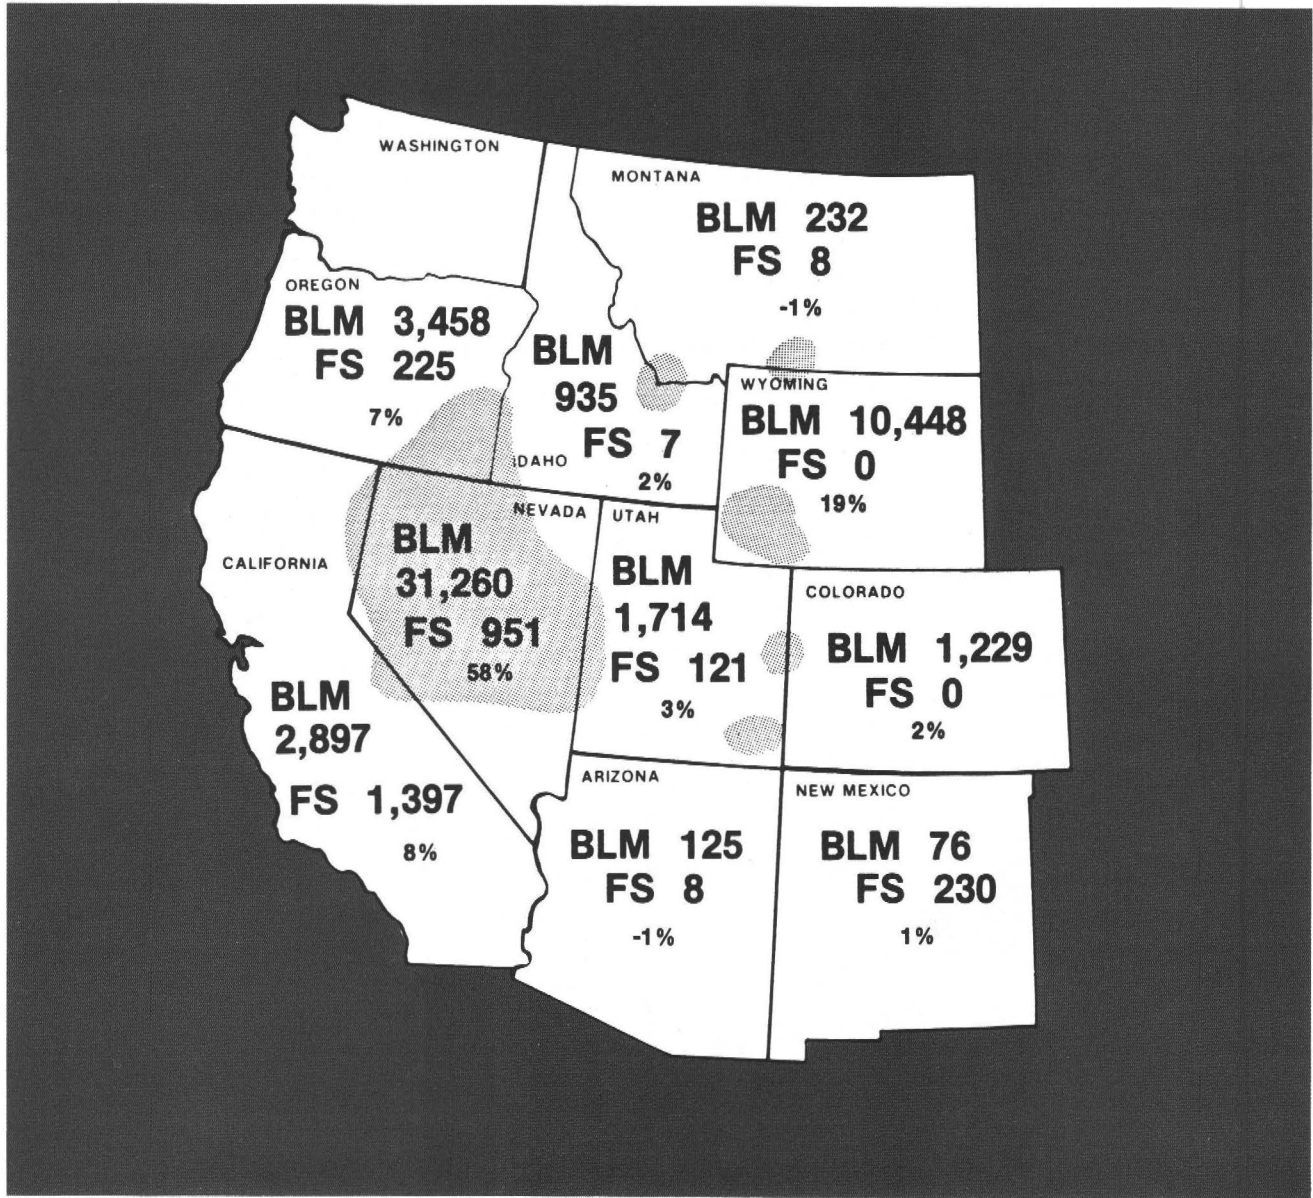 WASHINGTON
MONTANA
BLM 232
FS 8
-1%
OREGON
BLM 3,458
FS 225
7%
BLM
935
FS 7
IDAHO
2%
WYOMING
BLM 10,448
FS 0
19%
CALIFORNIA
BLM
2,897
FS 1,397
8%
NEVADA
BLM
31,260
FS 951
58%
UTAH
BLM
1,714
FS 121
3%
COLORADO
BLM 1,229
FS 0
2%
ARIZONA
BLM 125
FS 8
-1%
NEW MEXICO
BLM 76
FS 230
1%